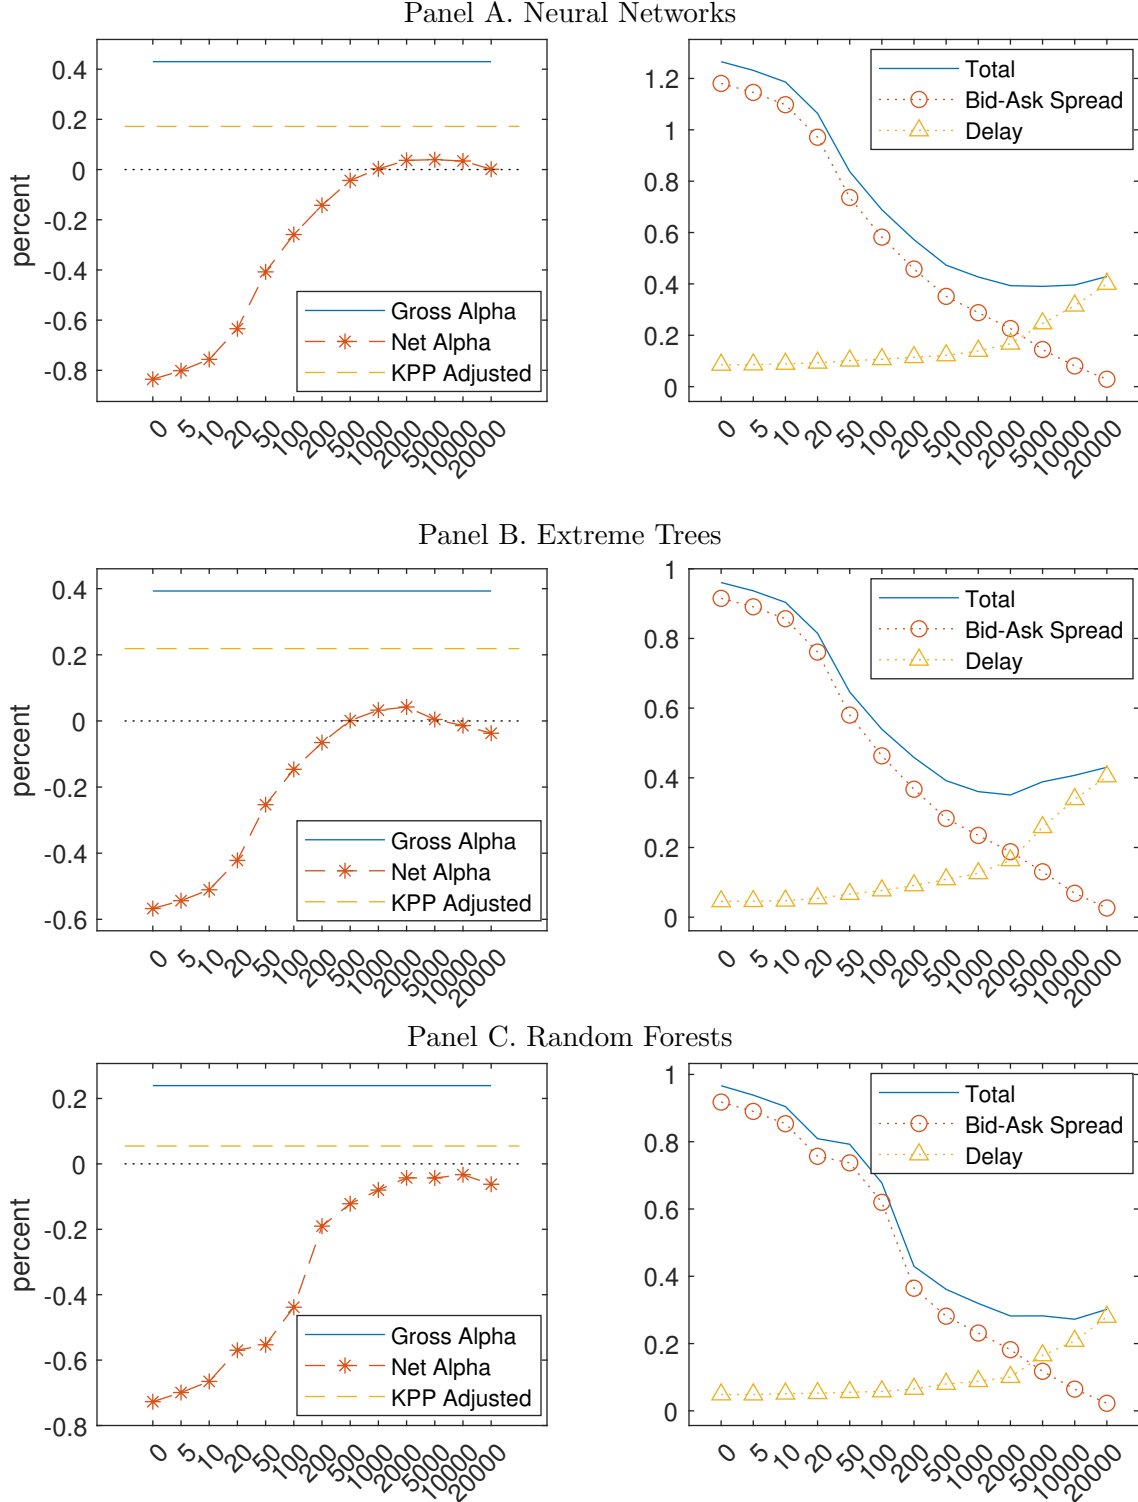 Panel A. Neural Networks
percent
0.4
0.2
0
-0.2
-0.4
-0.6
-0.8
Gross Alpha
Net Alpha
KPP Adjusted
0 5 10 20 50 100 200 500 1000 2000 5000 10000 20000
1.2
1
0.8
0.6
0.4
0.2
0
Total
Bid-Ask Spread
Delay
0 5 10 20 50 100 200 500 1000 2000 5000 10000 20000
Panel B. Extreme Trees
percent
0.4
0.2
0
-0.2
-0.4
-0.6
Gross Alpha
Net Alpha
KPP Adjusted
0 5 10 20 50 100 200 500 1000 2000 5000 10000 20000
1
0.8
0.6
0.4
0.2
0
Total
Bid-Ask Spread
Delay
0 5 10 20 50 100 200 500 1000 2000 5000 10000 20000
Panel C. Random Forests
percent
0.2
0
-0.2
-0.4
-0.6
-0.8
Gross Alpha
Net Alpha
KPP Adjusted
0 5 10 20 50 100 200 500 1000 2000 5000 10000 20000
1
0.8
0.6
0.4
0.2
0
Total
Bid-Ask Spread
Delay
0 5 10 20 50 100 200 500 1000 2000 5000 10000 20000